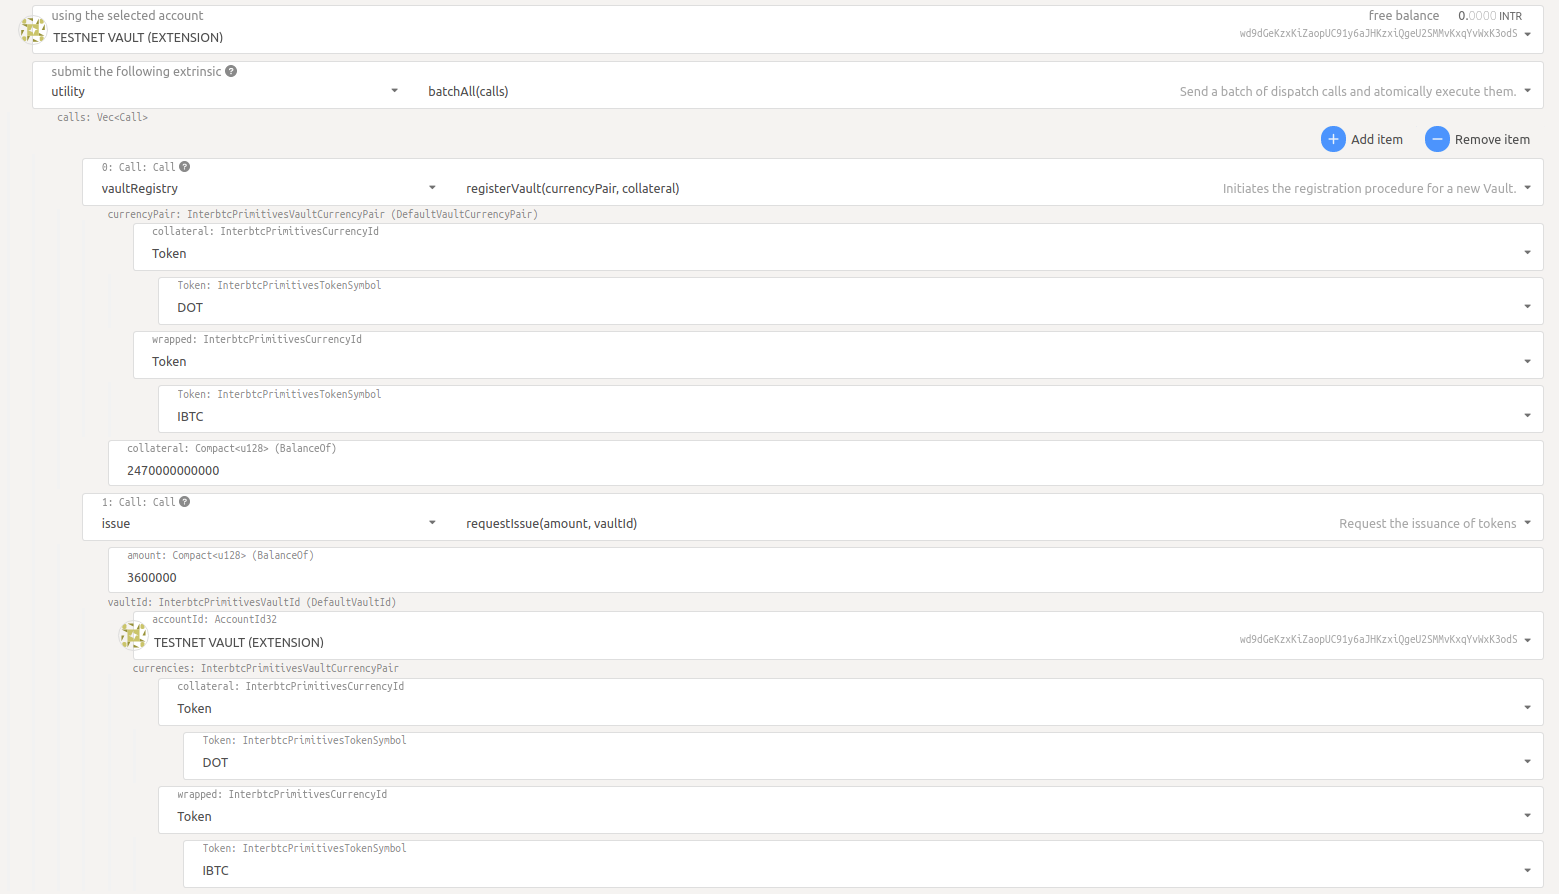 using the selected account
free balance 0.0000 INTR
TESTNET VAULT (EXTENSION)
wd9dGeKzxKiZaopUC91y6aJHKzxiQgeU2SMMvKxqYvWxK3odS
submit the following extrinsic ?
utility
batchAll(calls)
Send a batch of dispatch calls and atomically execute them.
calls: Vec<Call>
Add item
Remove item
0: Call: Call ?
vaultRegistry
registerVault(currencyPair, collateral)
Initiates the registration procedure for a new Vault.
currencyPair: InterbtcPrimitivesVaultCurrencyPair (DefaultVaultCurrencyPair)
collateral: InterbtcPrimitivesCurrencyId
Token
Token: InterbtcPrimitivesTokenSymbol
DOT
wrapped: InterbtcPrimitivesCurrencyId
Token
Token: InterbtcPrimitivesTokenSymbol
IBTC
collateral: Compact<u128> (BalanceOf)
2470000000000
1: Call: Call ?
issue
requestIssue(amount, vaultId)
Request the issuance of tokens
amount: Compact<u128> (BalanceOf)
3600000
vaultId: InterbtcPrimitivesVaultId (DefaultVaultId)
accountId: AccountId32
TESTNET VAULT (EXTENSION)
wd9dGeKzxKiZaopUC91y6aJHKzxiQgeU2SMMvKxqYvWxK3odS
currencies: InterbtcPrimitivesVaultCurrencyPair
collateral: InterbtcPrimitivesCurrencyId
Token
Token: InterbtcPrimitivesTokenSymbol
DOT
wrapped: InterbtcPrimitivesCurrencyId
Token
Token: InterbtcPrimitivesTokenSymbol
IBTC